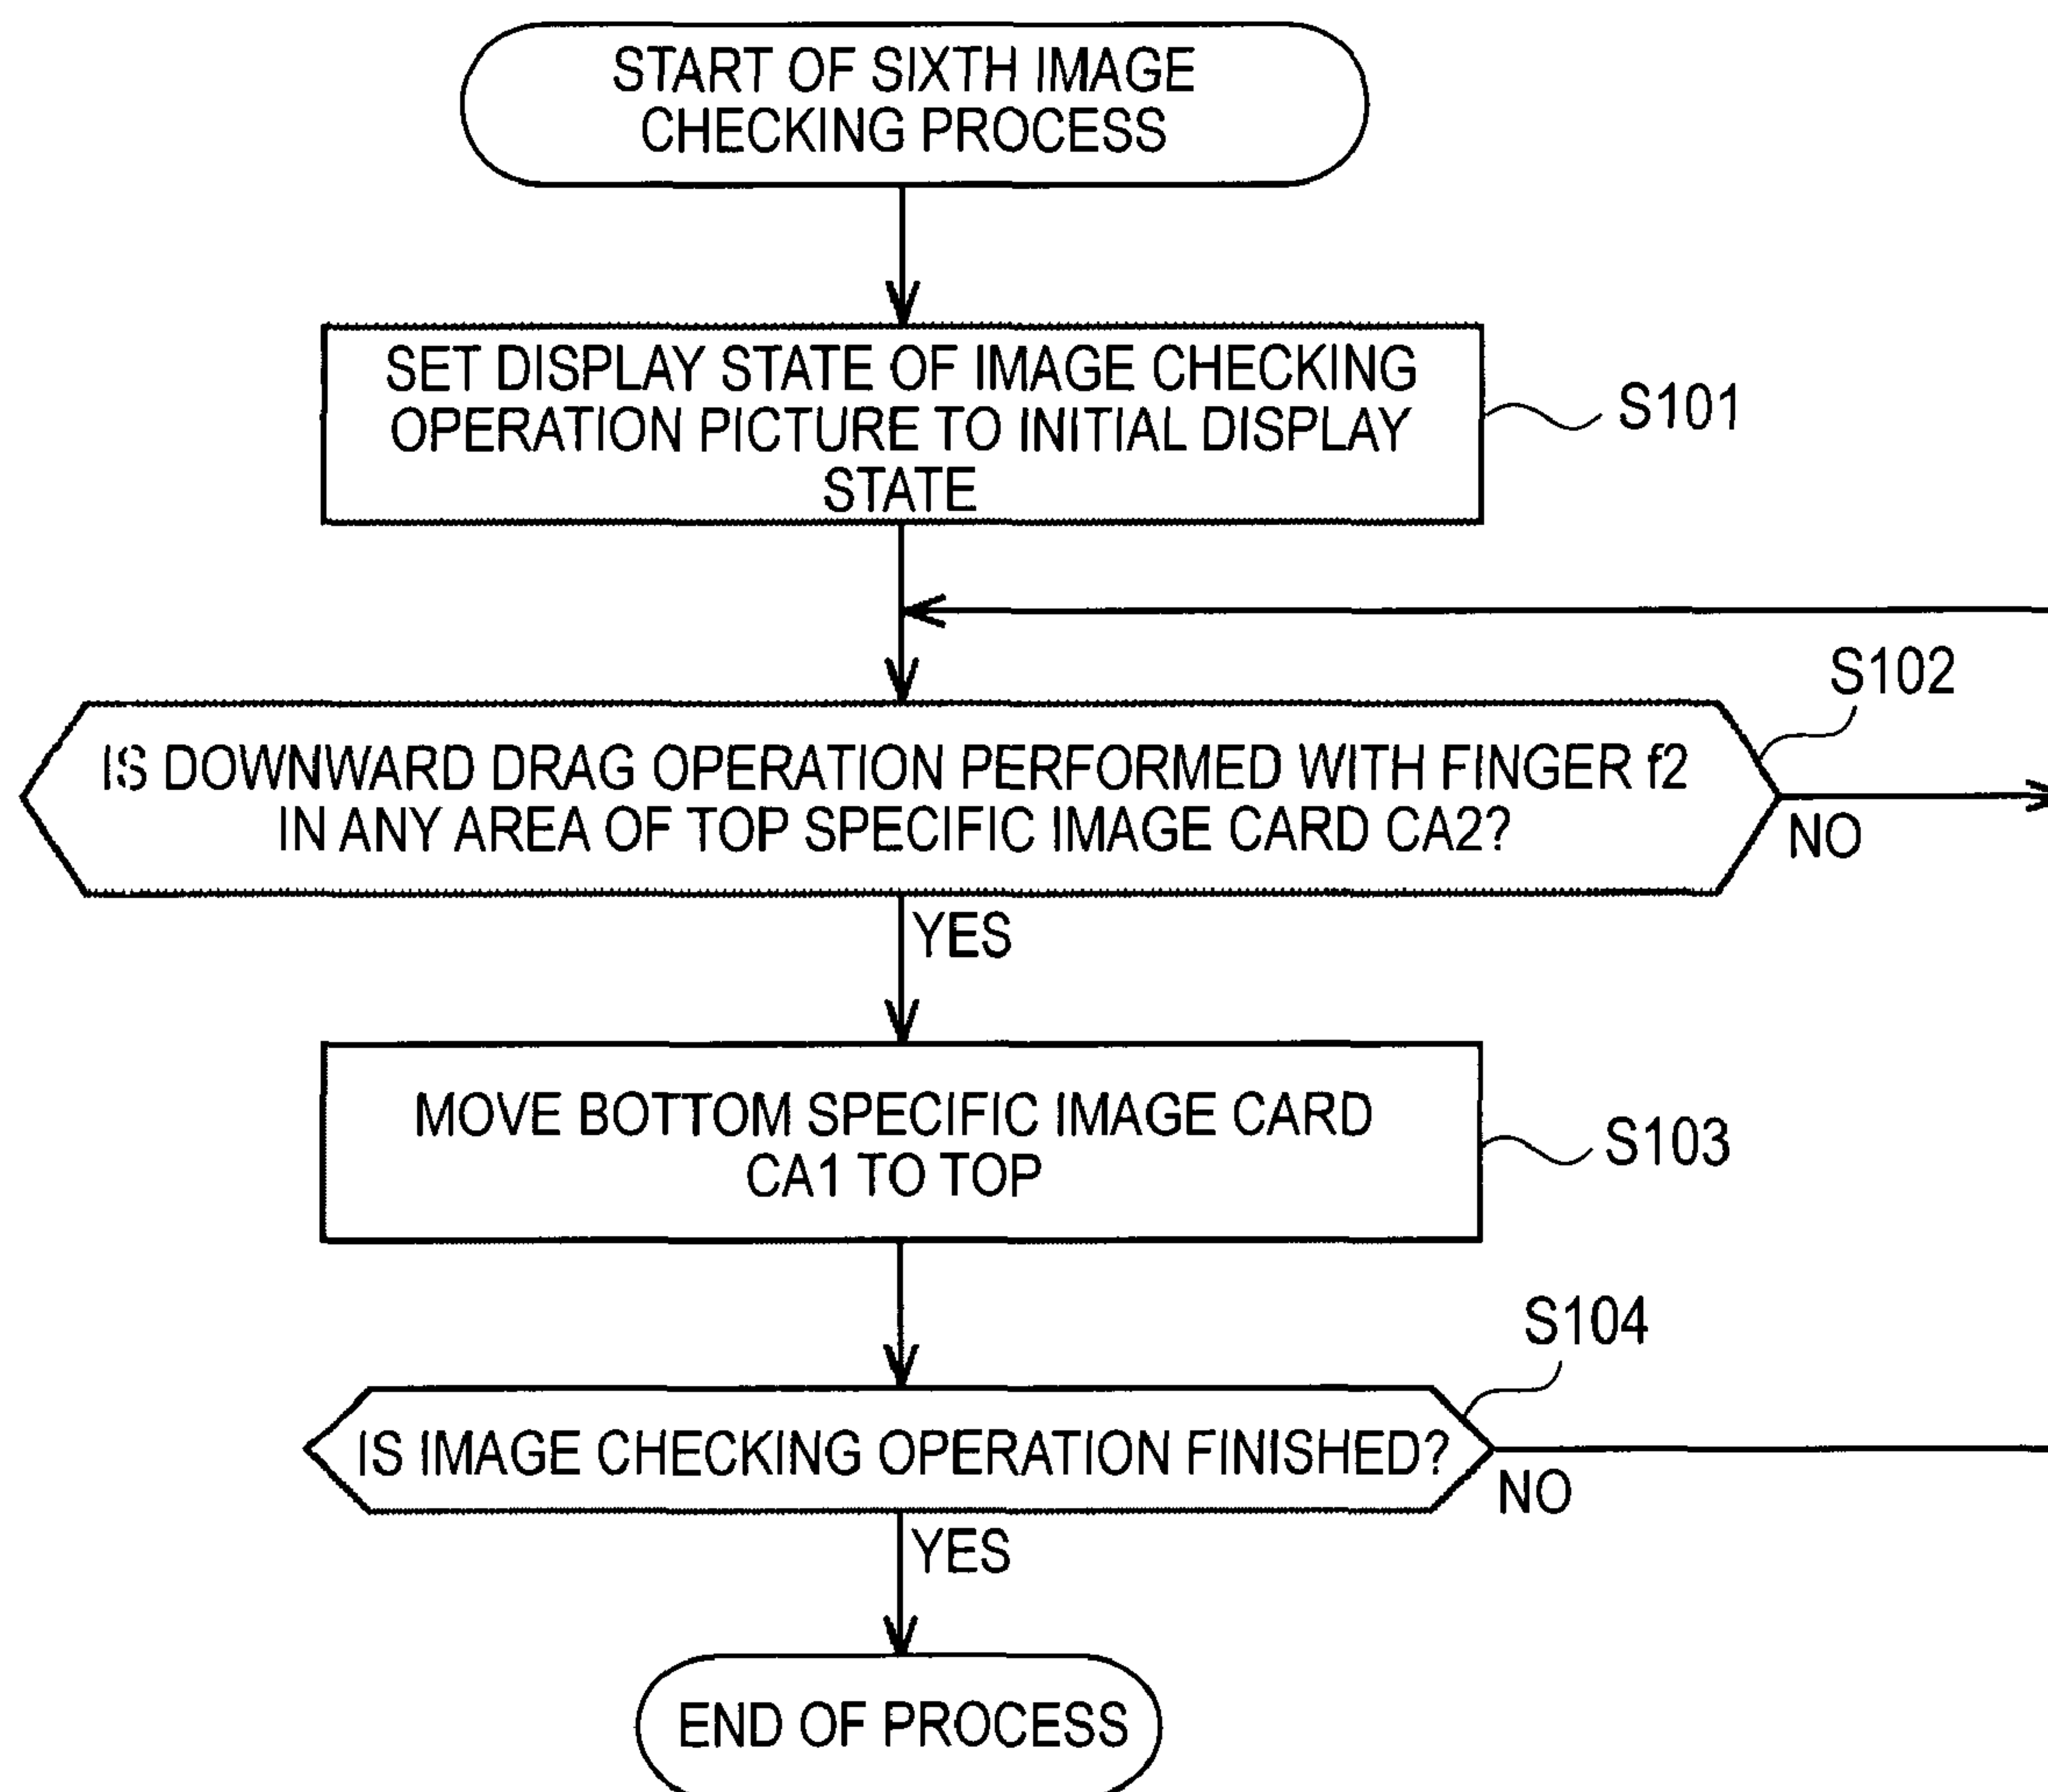 START OF SIXTH IMAGE
CHECKING PROCESS
SET DISPLAY STATE OF IMAGE CHECKING
OPERATION PICTURE TO INITIAL DISPLAY
STATE
S101
S102
IS DOWNWARD DRAG OPERATION PERFORMED WITH FINGER f2
IN ANY AREA OF TOP SPECIFIC IMAGE CARD CA2?
NO
YES
MOVE BOTTOM SPECIFIC IMAGE CARD
CA1 TO TOP
S103
S104
IS IMAGE CHECKING OPERATION FINISHED?
NO
YES
END OF PROCESS